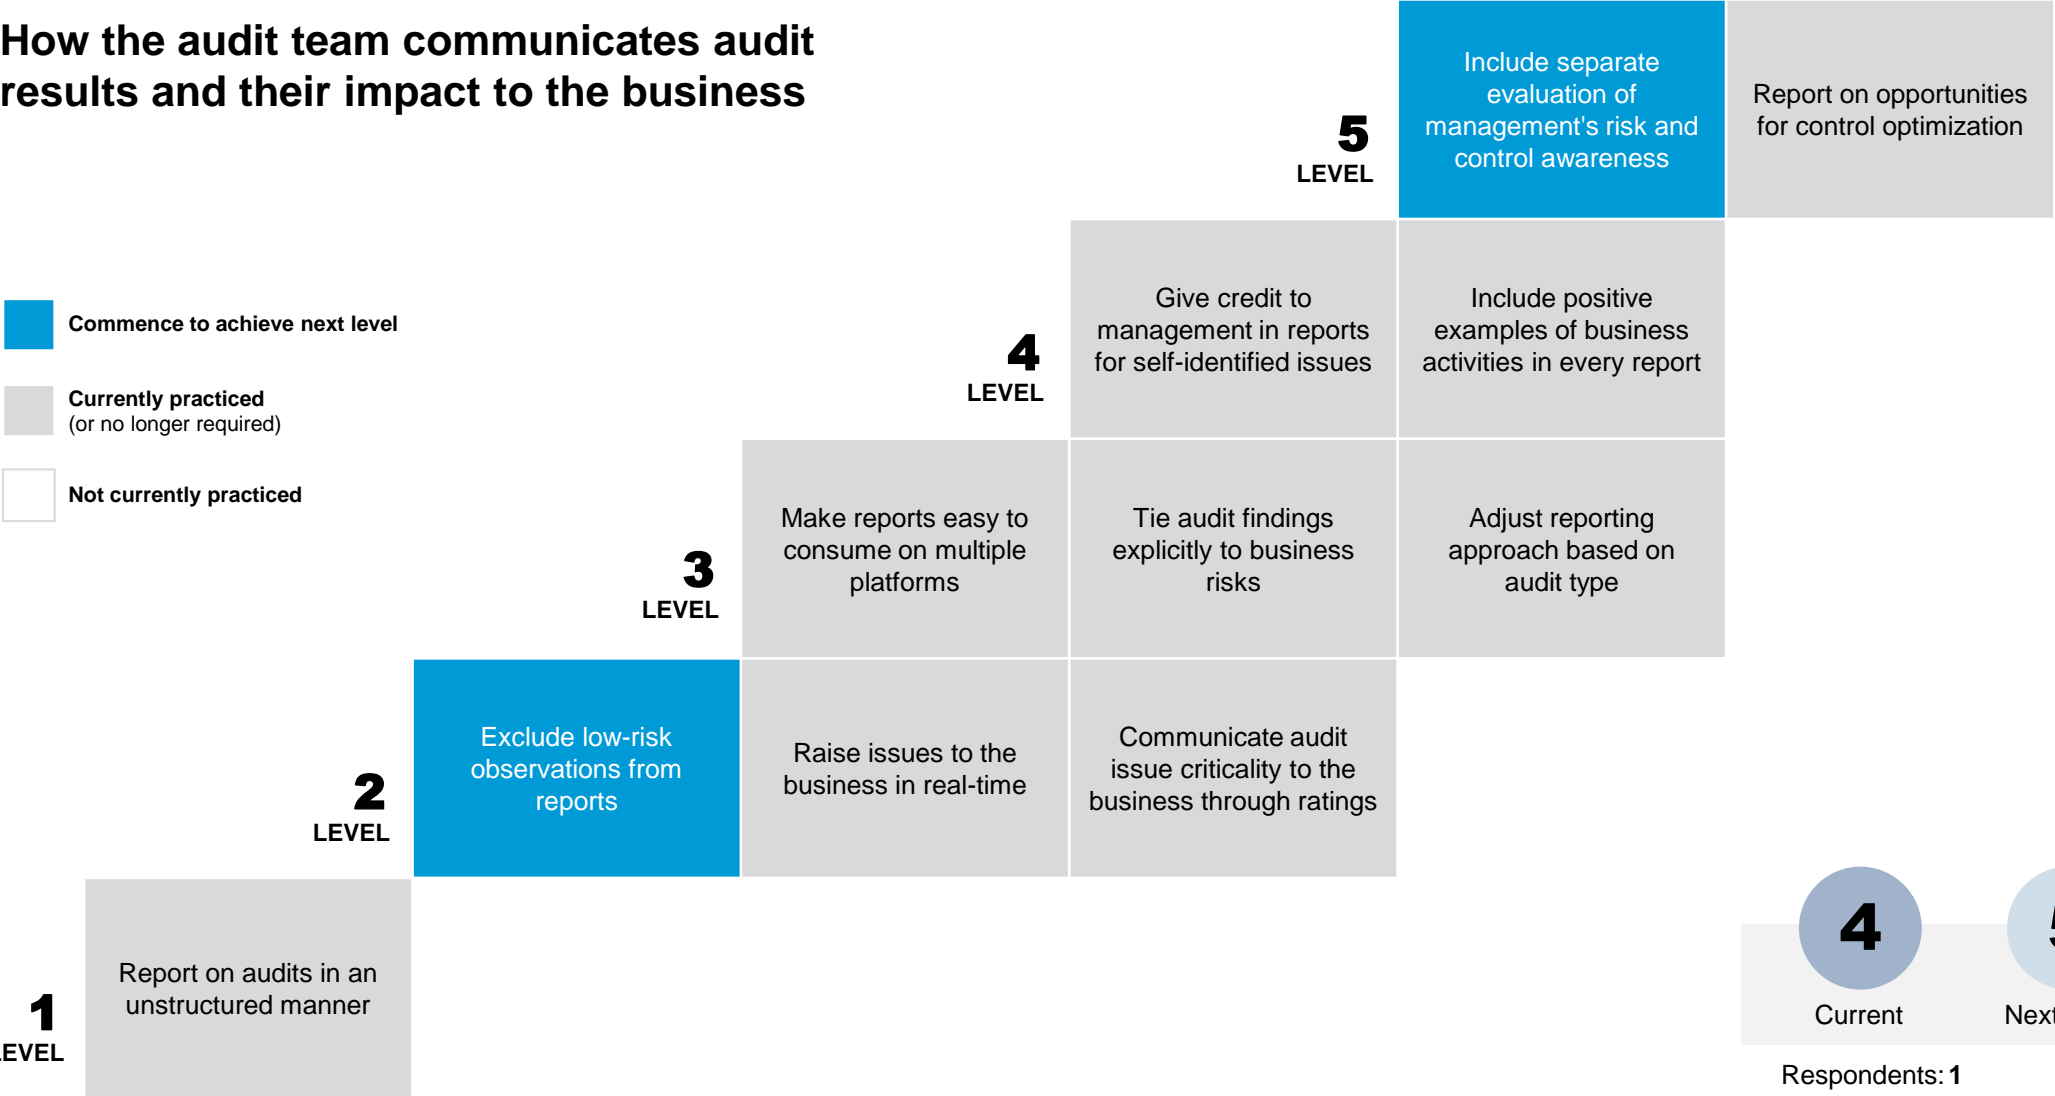 How the audit team communicates audit
results and their impact to the business
5
LEVEL
Include separate
evaluation of
management's risk and
control awareness
Report on opportunities
for control optimization
Commence to achieve next level
Currently practiced
(or no longer required)
Not currently practiced
4
LEVEL
Give credit to
management in reports
for self-identified issues
Include positive
examples of business
activities in every report
3
LEVEL
Make reports easy to
consume on multiple
platforms
Tie audit findings
explicitly to business
risks
Adjust reporting
approach based on
audit type
2
LEVEL
Exclude low-risk
observations from
reports
Raise issues to the
business in real-time
Communicate audit
issue criticality to the
business through ratings
1
LEVEL
Report on audits in an
unstructured manner
4
Current
5
Next
Respondents: 1